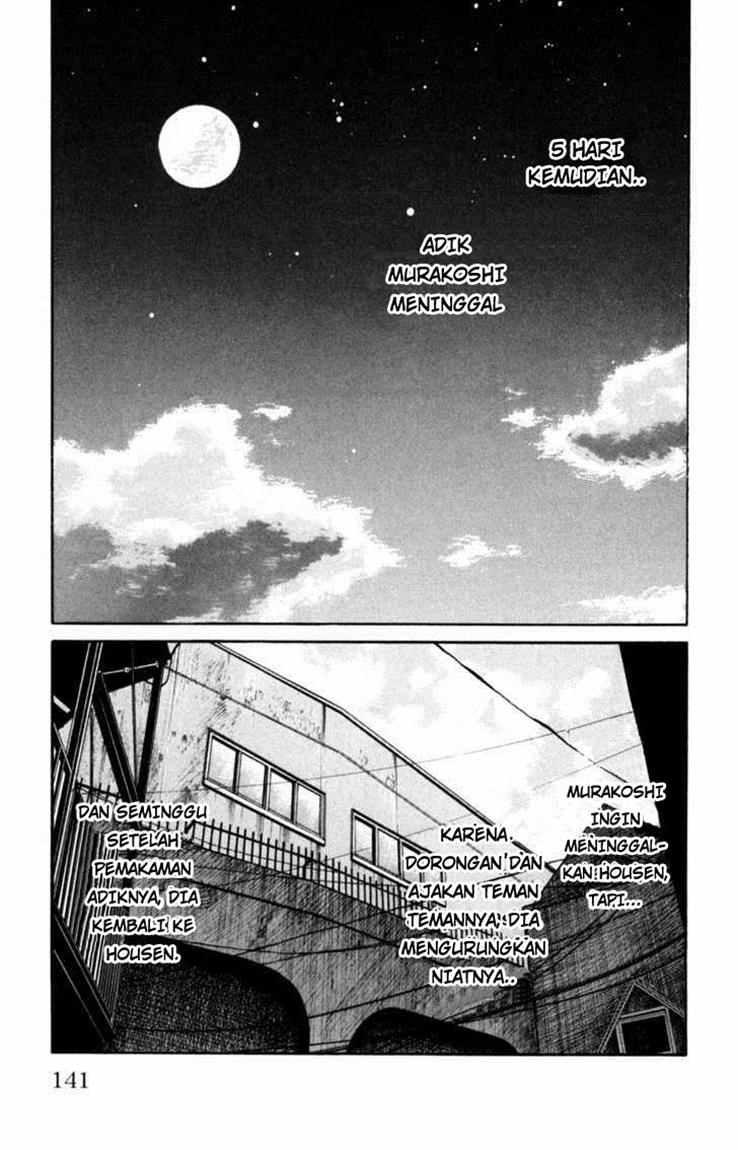 5 HARI
KEMUDIAN..
ADIK
MURAKOSHI
MENINGGAL
MURAKOSHI
INGIN
MENINGGAL-
KAN HOUSEN,
TAPI...
KARENA
DORONGAN DAN
AJAKAN TEMAN
TEMANNYA, DIA
MENGURUNGKAN
NIATNYA..
DAN SEMINGGU
SETELAH
PEMAKAMAN
ADIKNYA, DIA
KEMBALI KE
HOUSEN.
141